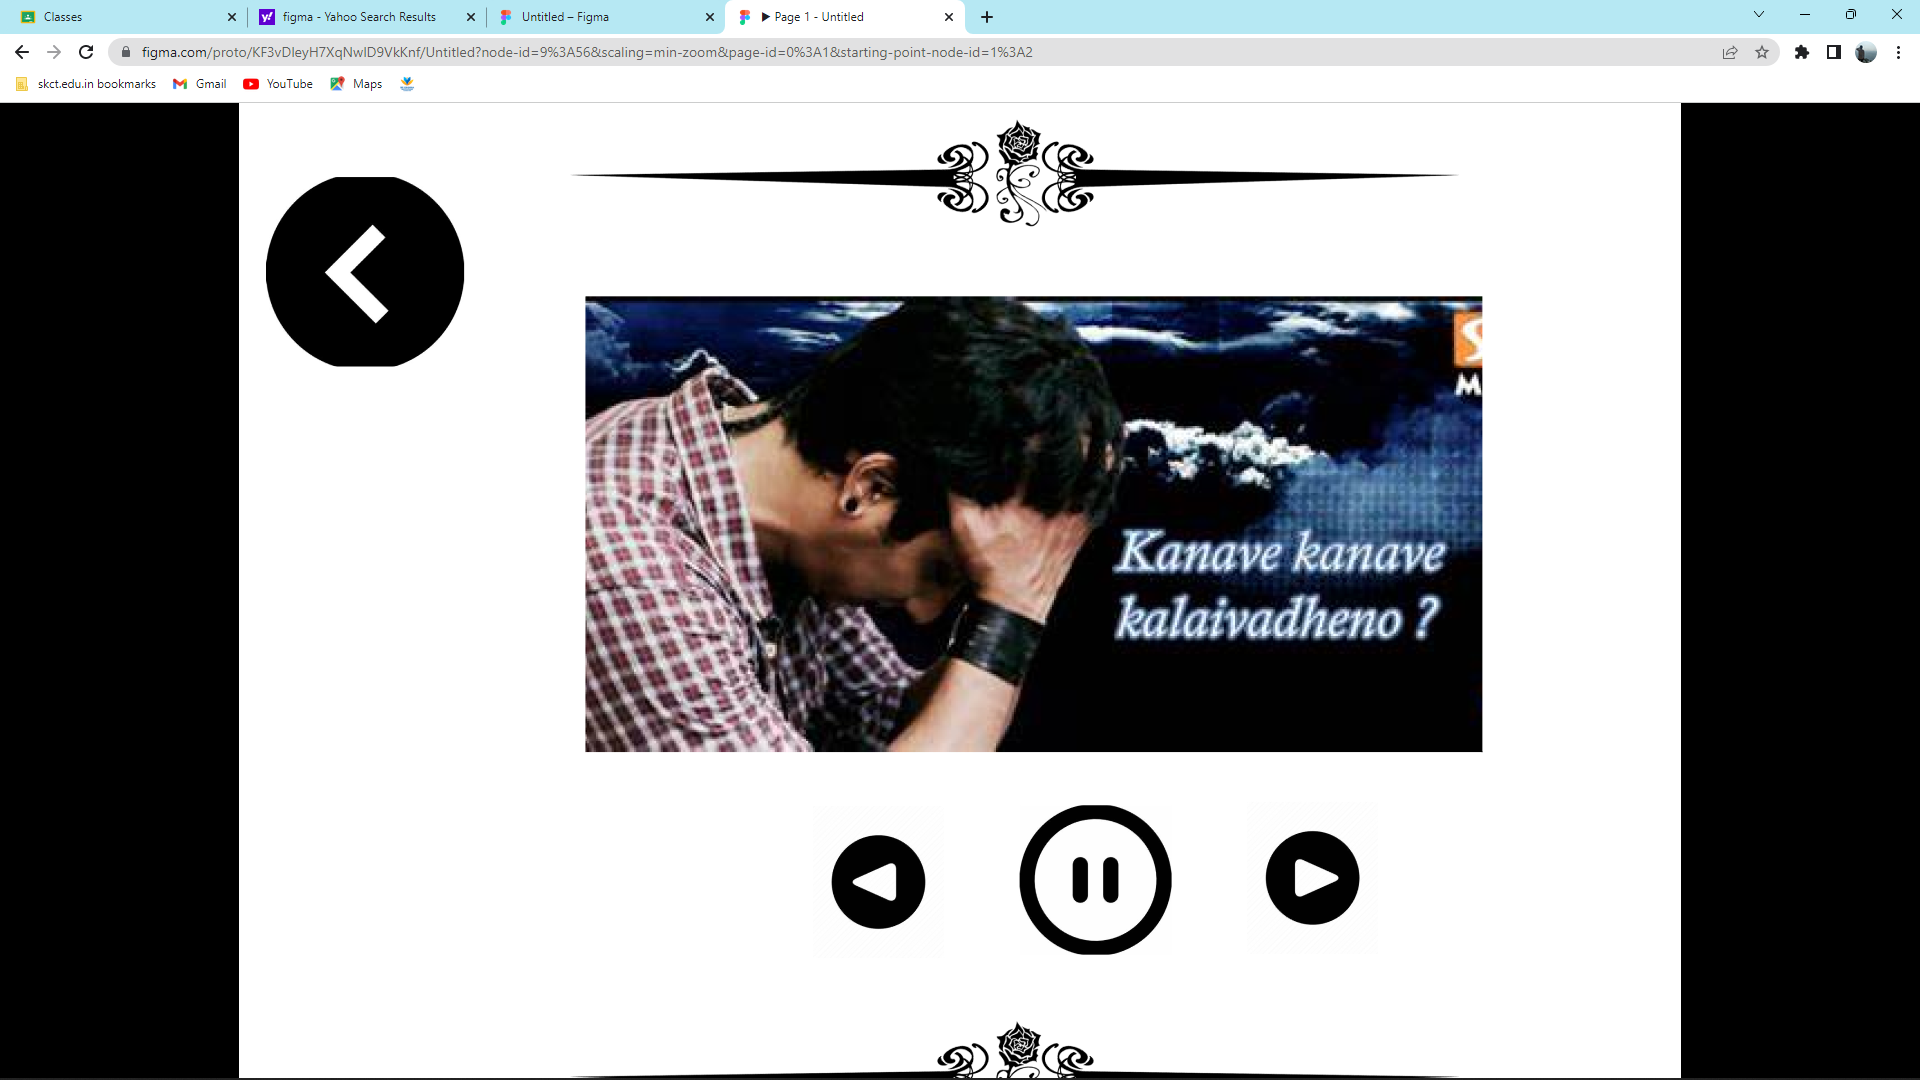 Classes
figma - Yahoo Search Results
Untitled – Figma
Page 1 - Untitled
figma.com/proto/KF3vDleyH7XqNwID9VkKnf/Untitled?node-id=9%3A56&scaling=min-zoom&page-id=0%3A1&starting-point-node-id=1%3A2
skct.edu.in bookmarks
Gmail
YouTube
Maps
S
M
Kanave kanave
kalaivadheno ?